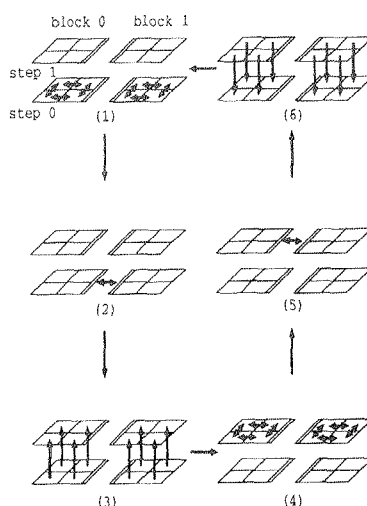 block 0 block 1
step 1
step 0
(1)
(6)
(2)
(5)
(3)
(4)